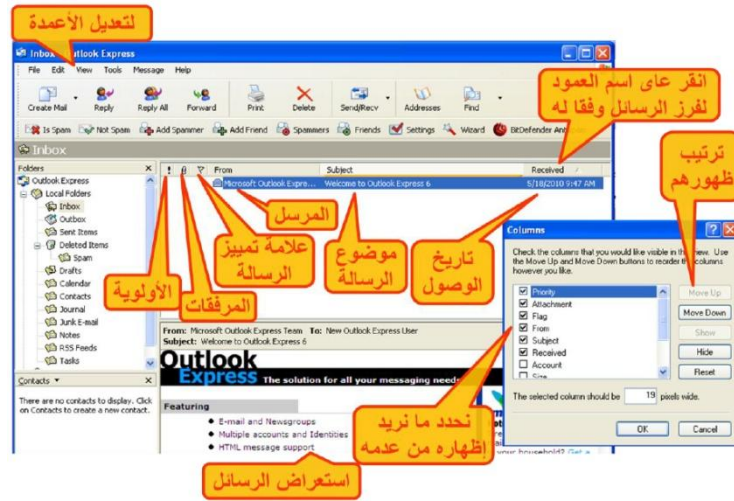 لتعديل الأعمدة
Inbox - Outlook Express
File Edit View Tools Message Help
انقر على اسم العمود
لفرز الرسائل وفقا له
Create Mail Reply Reply All Forward Print Delete Send/Recv Addresses Find
Is Spam Not Spam Add Spammer Add Friend Spammers Friends Settings Wizard BitDefender
Inbox
Folders
! From Subject Received
Microsoft Outlook Expre... Welcome to Outlook Express 6 5/18/2010 9:47 AM
Outlook Express
Local Folders
Inbox
Outbox
Sent Items
Deleted Items
Spam
Drafts
Calendar
Contacts
Journal
Junk E-mail
Notes
RSS Feeds
Tasks
ترتيب
ظهورهم
المرسل
علامة تمييز
الرسالة
موضوع
الرسالة
تاريخ
الوصول
الأولوية
المرفقات
Columns
Check the columns that you would like visible in this view. Use
the Move Up and Move Down buttons to reorder the columns
however you like.
Priority
Attachment
Flag
From
Subject
Received
Account
Size
Move Up
Move Down
Show
Hide
Reset
The selected column should be 19 pixels wide.
OK Cancel
From: Microsoft Outlook Express Team To: New Outlook Express User
Subject: Welcome to Outlook Express 6
Outlook
Express The solution for all your messaging needs
Featuring
E-mail and Newsgroups
Multiple accounts and Identities
HTML message support
your household? Get a
Contacts
There are no contacts to display. Click
on Contacts to create a new contact.
نحدد ما نريد
إظهاره من عدمه
استعراض الرسائل